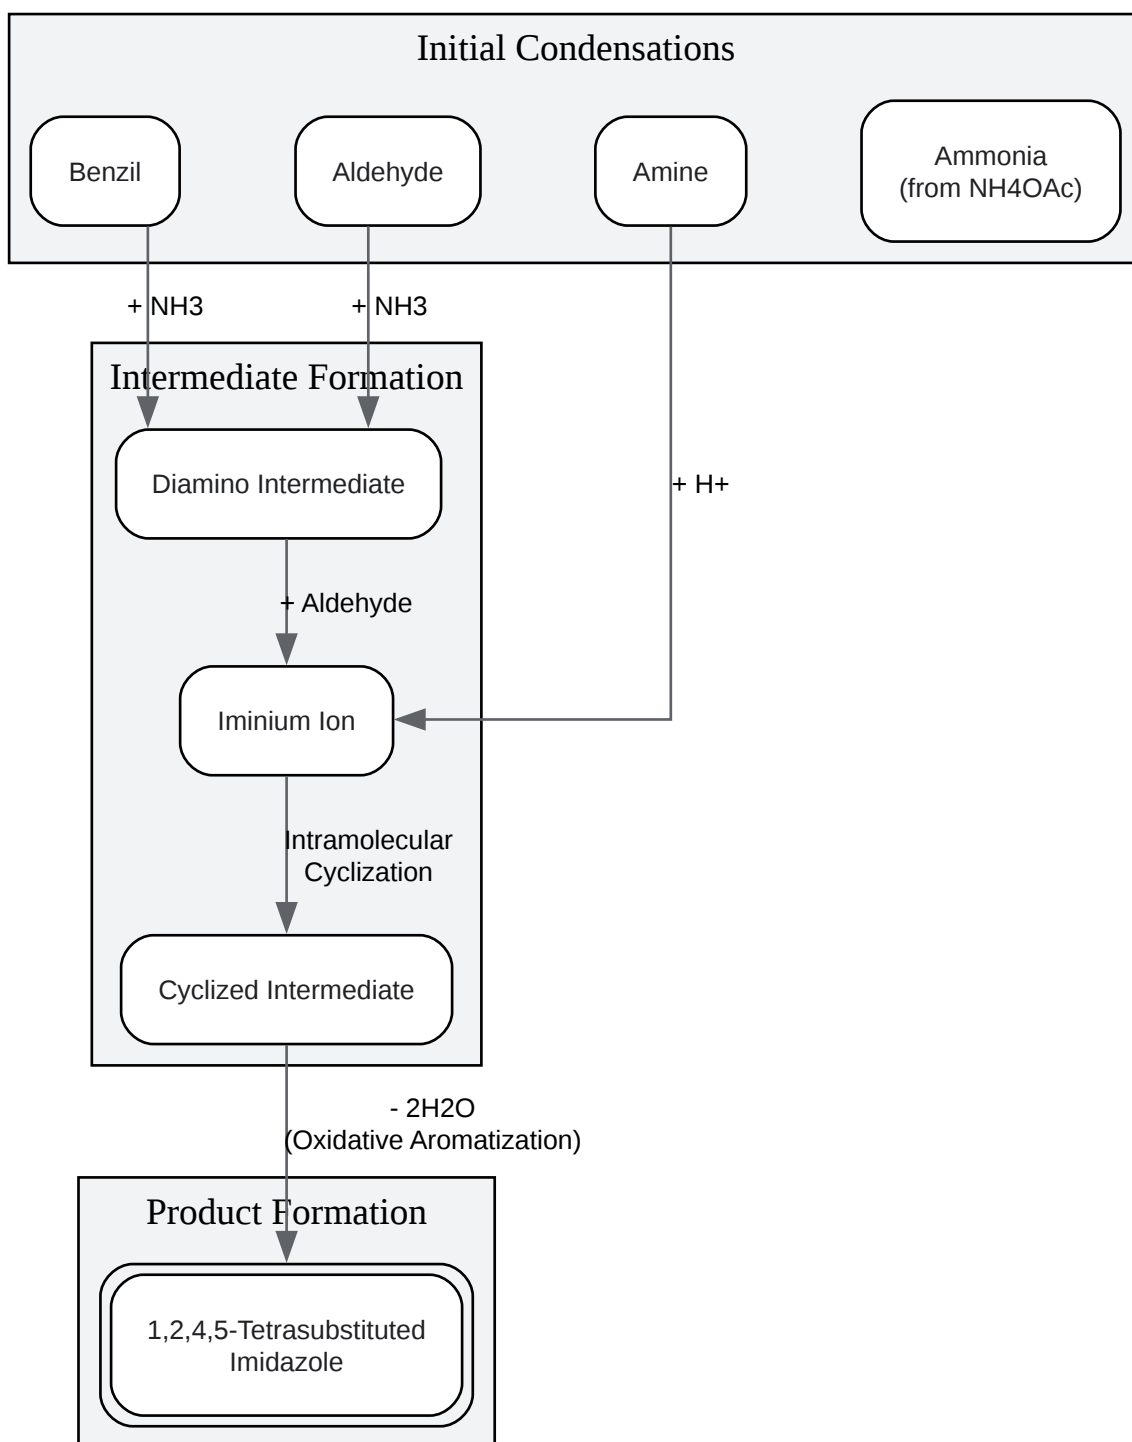 Initial Condensations
Benzil
Aldehyde
Amine
Ammonia
(from NH4OAc)
+ NH3
+ NH3
Intermediate Formation
Diamino Intermediate
+ H+
+ Aldehyde
Iminium Ion
Intramolecular
Cyclization
Cyclized Intermediate
- 2H2O
(Oxidative Aromatization)
Product Formation
1,2,4,5-Tetrasubstituted
Imidazole